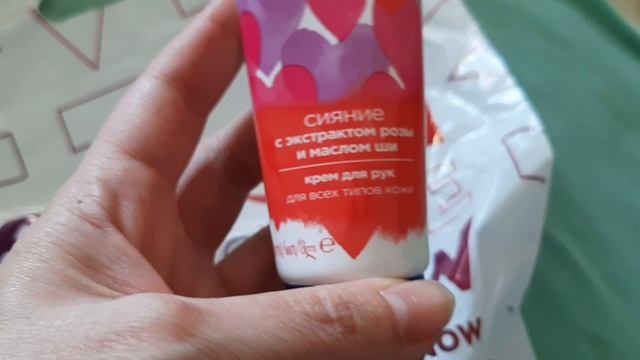 сияние
с экстрактом розы
и маслом ши
крем для рук
для всех типов кожи